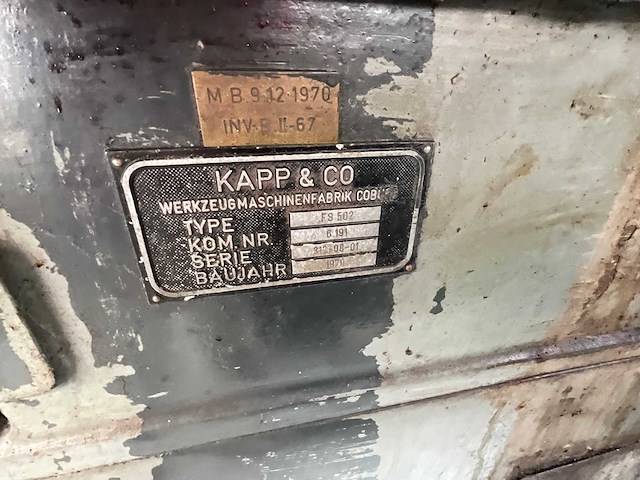 M B 9·12·1970
INV-E II-67
KAPP & CO
WERKZEUGMASCHINENFABRIK
TYPE FS 502
KOM.NR. 6 191
SERIE
BAUJAHR 1970